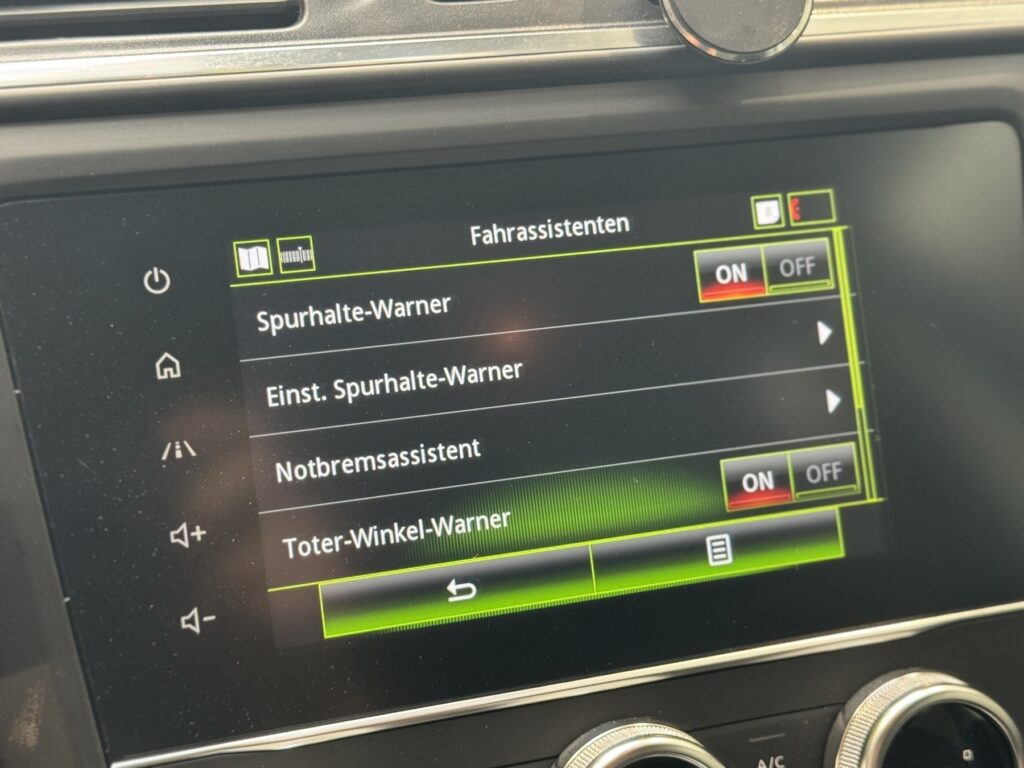 Fahrassistenten
Spurhalte-Warner
ON OFF
Einst. Spurhalte-Warner
Notbremsassistent
Toter-Winkel-Warner
ON OFF
A/C